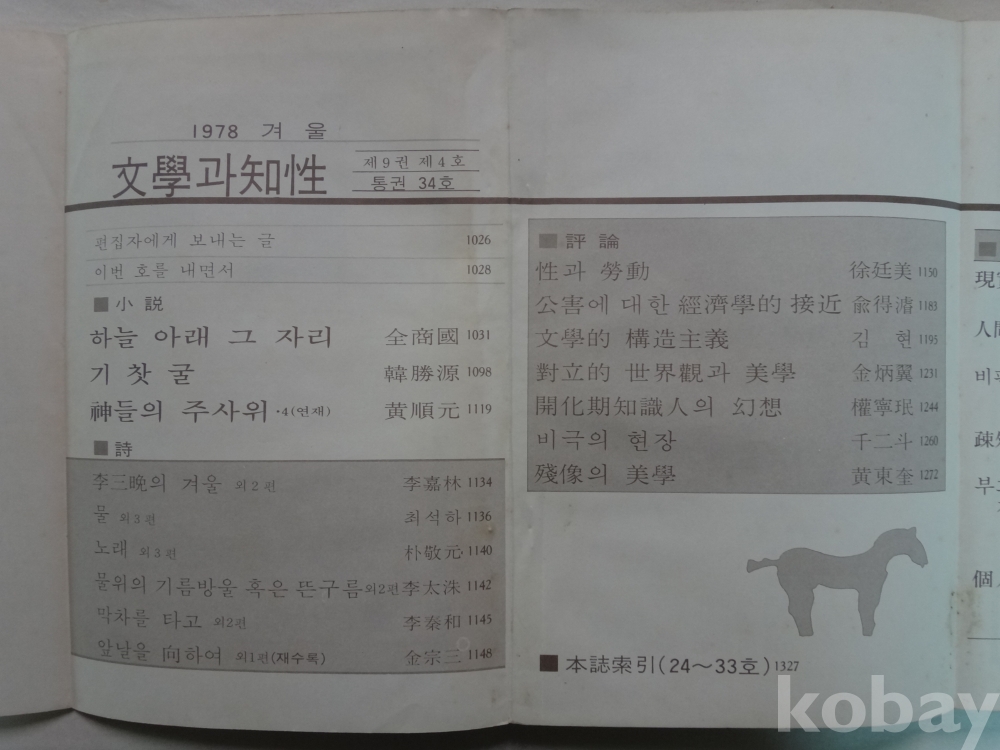 1978 겨울
文學과知性
제9권 제4호
통권 34호
편집자에게 보내는 글 1026
이번 호를 내면서 1028
■小説
하늘 아래 그 자리 全商國 1031
기찻굴 韓勝源 1098
神들의 주사위·4(연재) 黃順元 1119
■詩
李三晩의 겨울 외2편 李嘉林 1134
물 외3편 최석하 1136
노래 외3편 朴敬元 1140
물위의 기름방울 혹은 뜬구름 외2편 李太洙 1142
막차를 타고 외2편 李秦和 1145
앞날을 向하여 외1편(재수록) 金宗三 1148
■評論
性과 勞動 徐廷美 1150
公害에 대한 經濟學的 接近 兪得濬 1183
文學的 構造主義 김현 1195
對立的 世界觀과 美學 金炳翼 1231
開化期知識人의 幻想 權寧珉 1244
비극의 현장 千二斗 1260
殘像의 美學 黃東奎 1272
■本誌索引(24～33호) 1327
■
現
人
비
疎
부
個
kobay